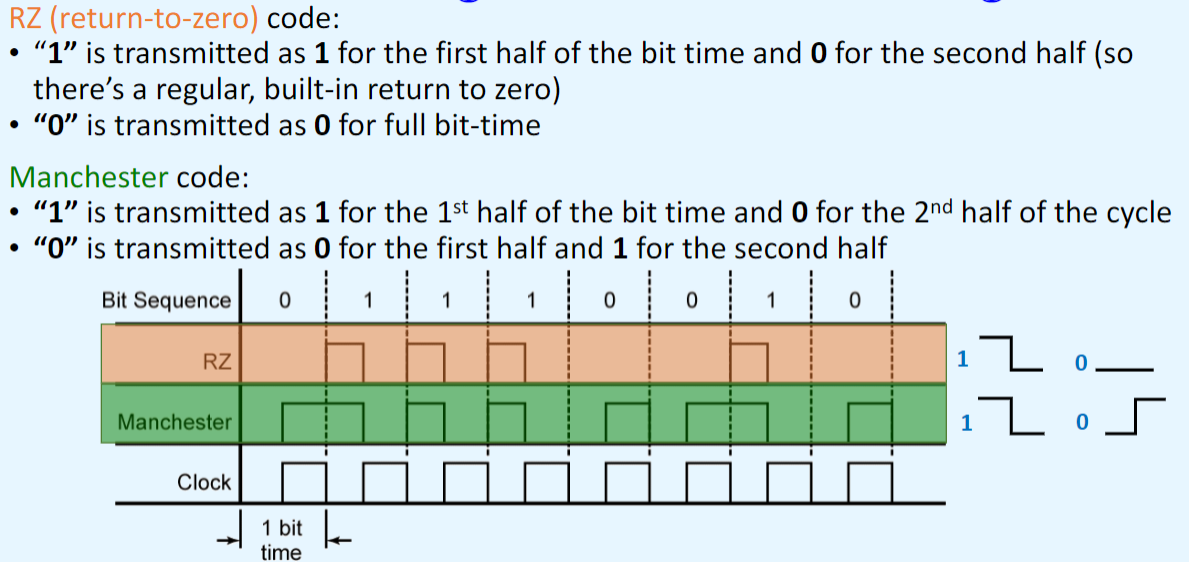 RZ (return-to-zero) code:
• “1” is transmitted as 1 for the first half of the bit time and 0 for the second half (so
there’s a regular, built-in return to zero)
• “0” is transmitted as 0 for full bit-time
Manchester code:
• “1” is transmitted as 1 for the 1st half of the bit time and 0 for the 2nd half of the cycle
• “0” is transmitted as 0 for the first half and 1 for the second half
Bit Sequence 0 1 1 1 0 0 1 0
RZ 1 0
Manchester 1 0
Clock
1 bit
time